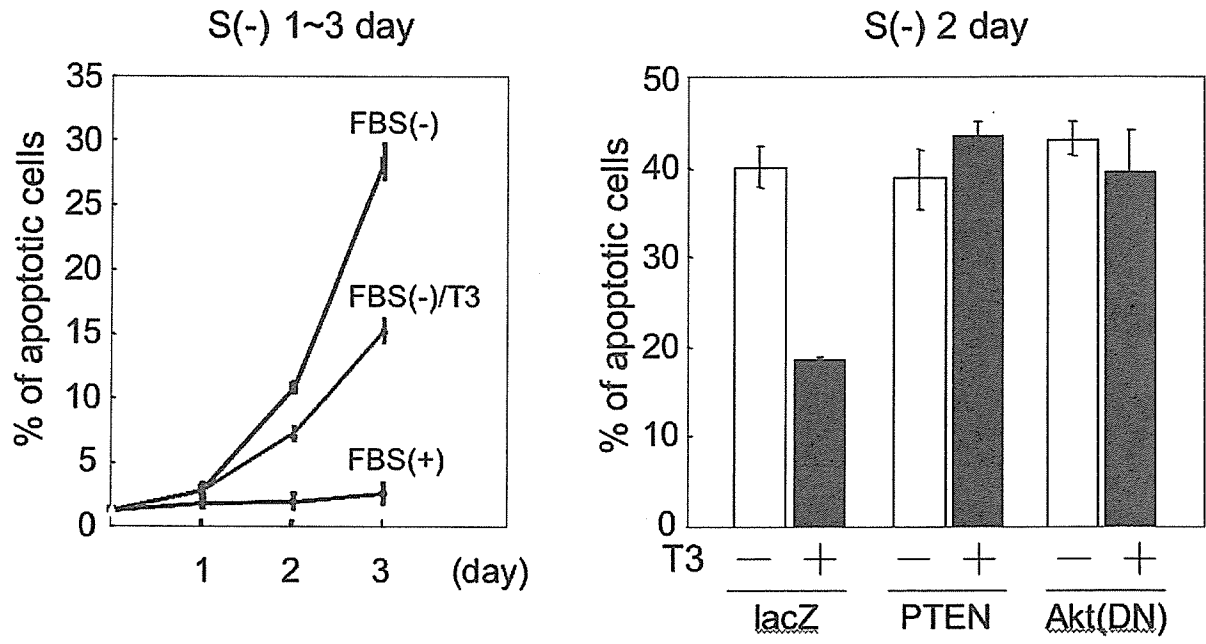 S(-) 1~3 day
% of apoptotic cells
35
30
25
20
15
10
5
0
FBS(-)
FBS(-)/T3
FBS(+)
1 2 3 (day)
S(-) 2 day
% of apoptotic cells
50
40
30
20
10
0
T3 — + — + — +
lacZ PTEN Akt(DN)